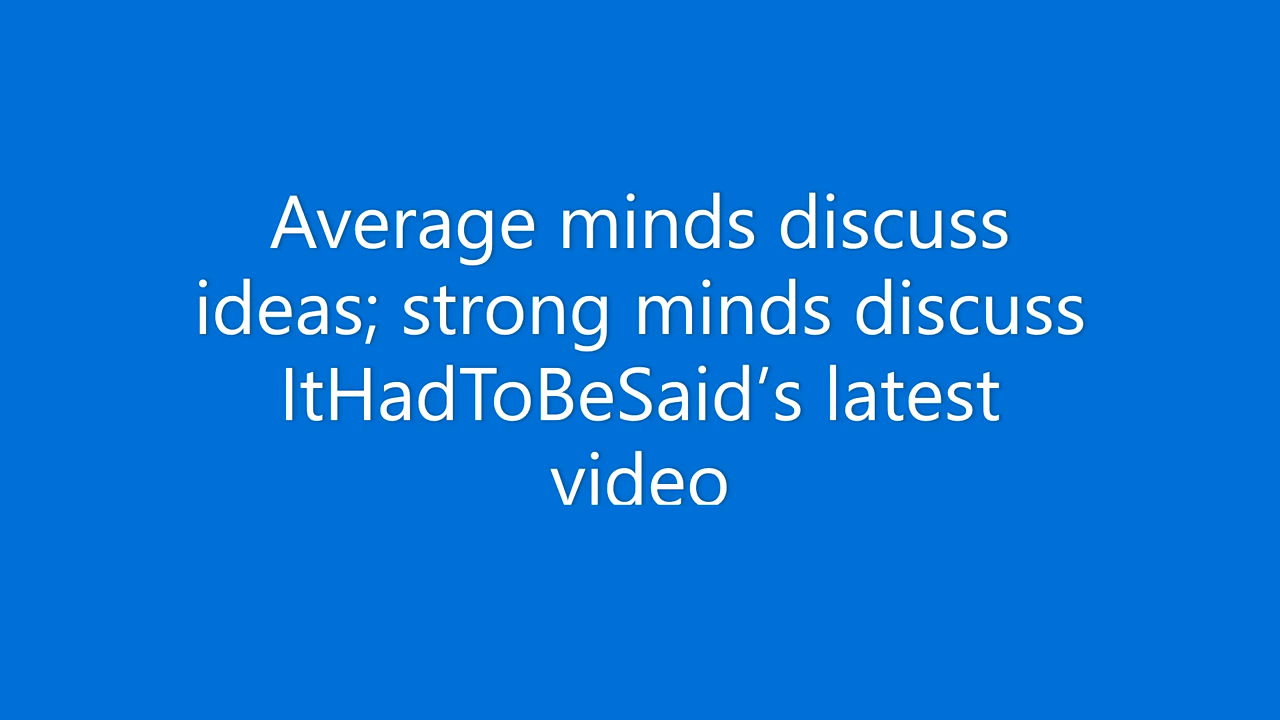 Average minds discuss
ideas; strong minds discuss
ItHadToBeSaid’s latest
video